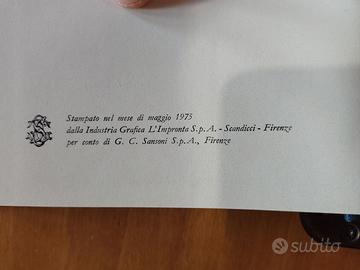 Stampato nel mese di maggio 1975
dalla Industria Grafica L'Impronta S.p.A. - Scandicci - Firenze
per conto di G. C. Sansoni S.p.A., Firenze
subito